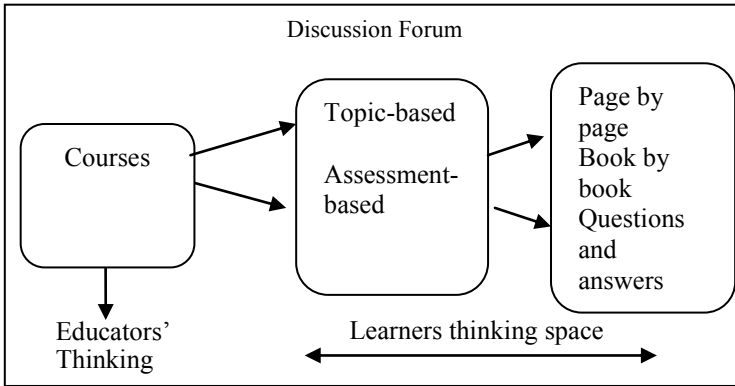 Discussion Forum
Courses
Topic-based
Assessment-
based
Page by
page
Book by
book
Questions
and
answers
Educators’
Thinking
Learners thinking space